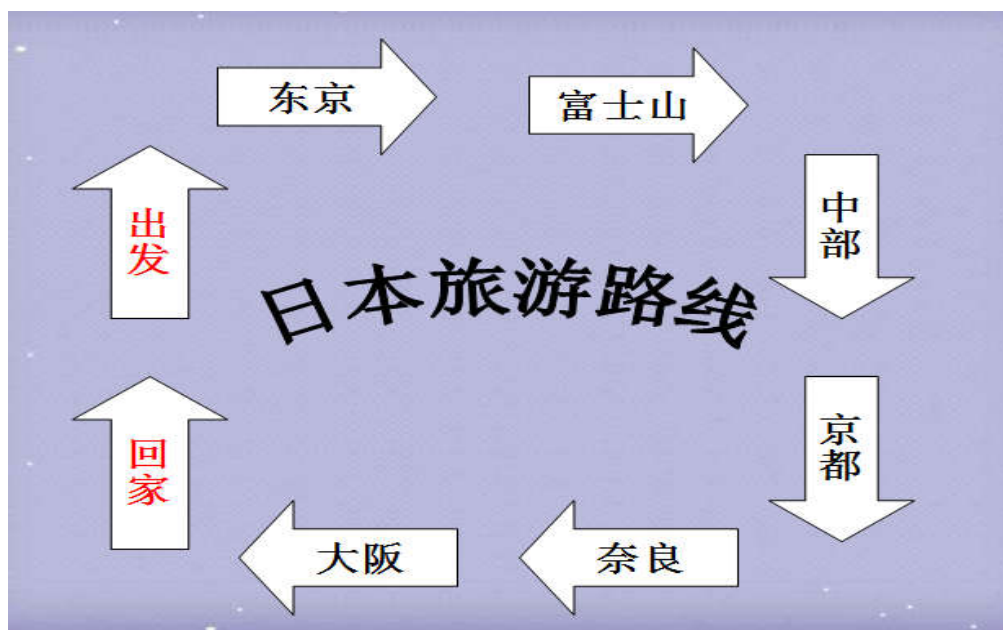 东京
富士山
出发
中部
日本旅游路线
回家
京都
大阪
奈良